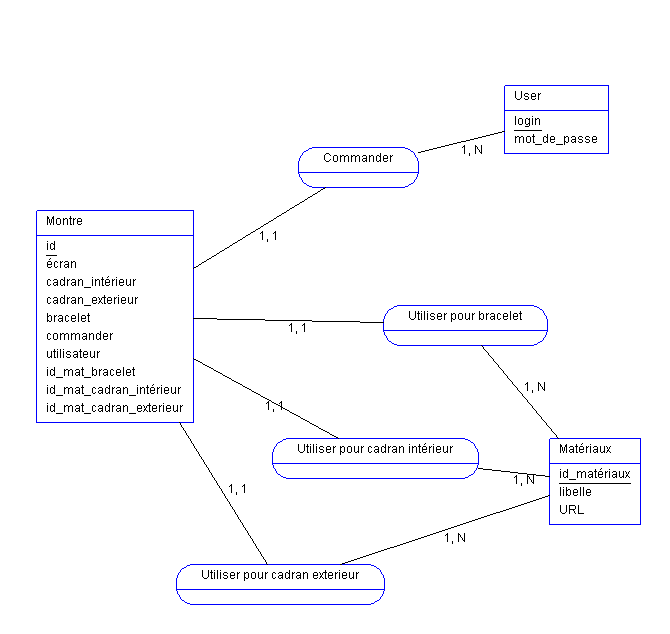 User
login
mot_de_passe
Commander
1, N
1, 1
Montre
id
écran
cadran_intérieur
cadran_exterieur
bracelet
commander
utilisateur
id_mat_bracelet
id_mat_cadran_intérieur
id_mat_cadran_exterieur
Utiliser pour bracelet
1, 1
1, N
1, 1
Utiliser pour cadran intérieur
1, N
Matériaux
id_matériaux
libelle
URL
1, 1
1, N
Utiliser pour cadran exterieur